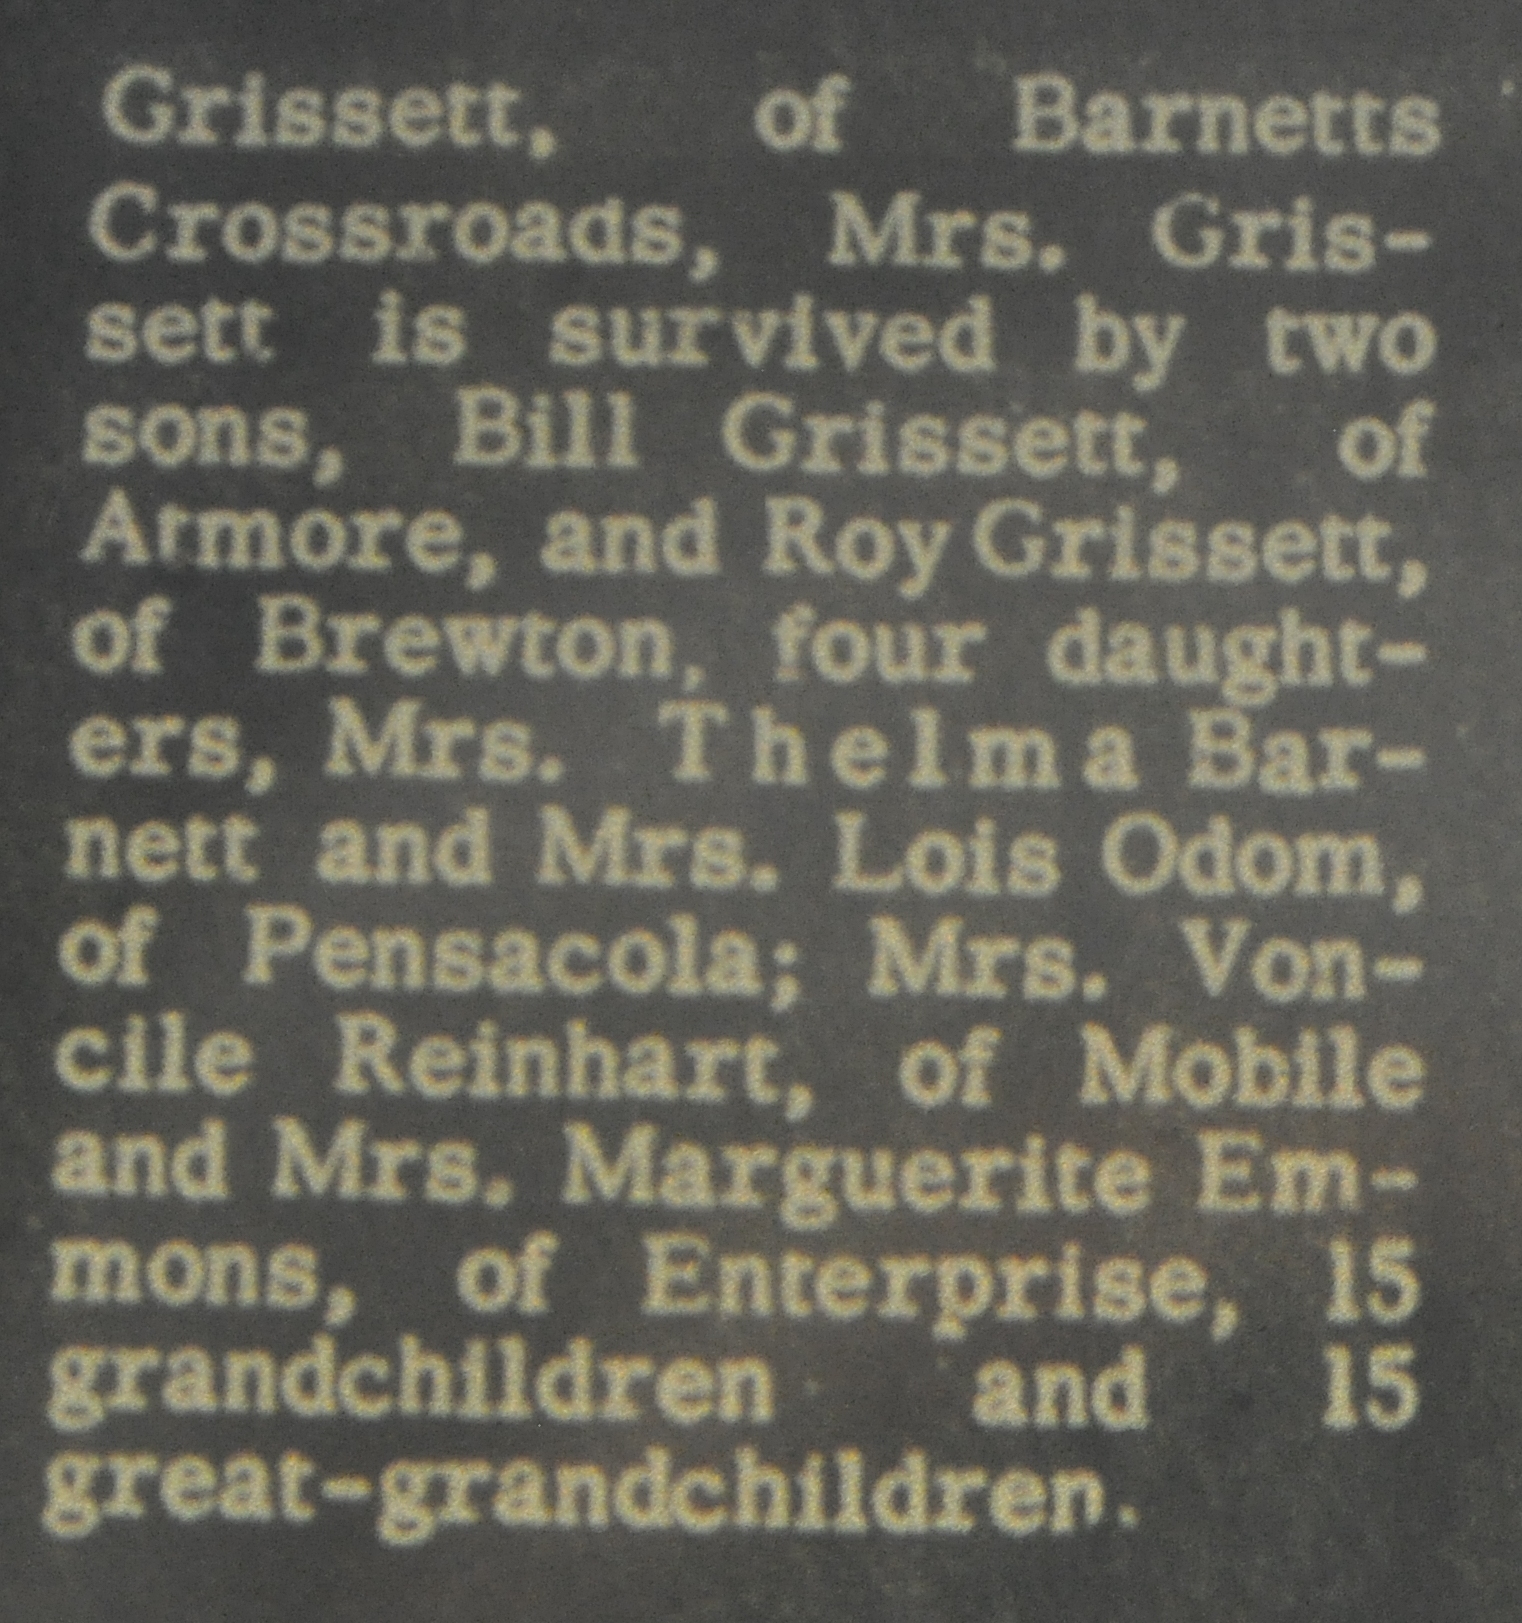 Grissett, of Barnetts
Crossroads, Mrs. Gris-
sett is survived by two
sons, Bill Grissett, of
Atmore, and Roy Grissett,
of Brewton, four daught-
ers, Mrs. Thelma Bar-
nett and Mrs. Lois Odom,
of Pensacola; Mrs. Von-
cile Reinhart, of Mobile
and Mrs. Marguerite Em-
mons, of Enterprise, 15
grandchildren and 15
great-grandchildren.